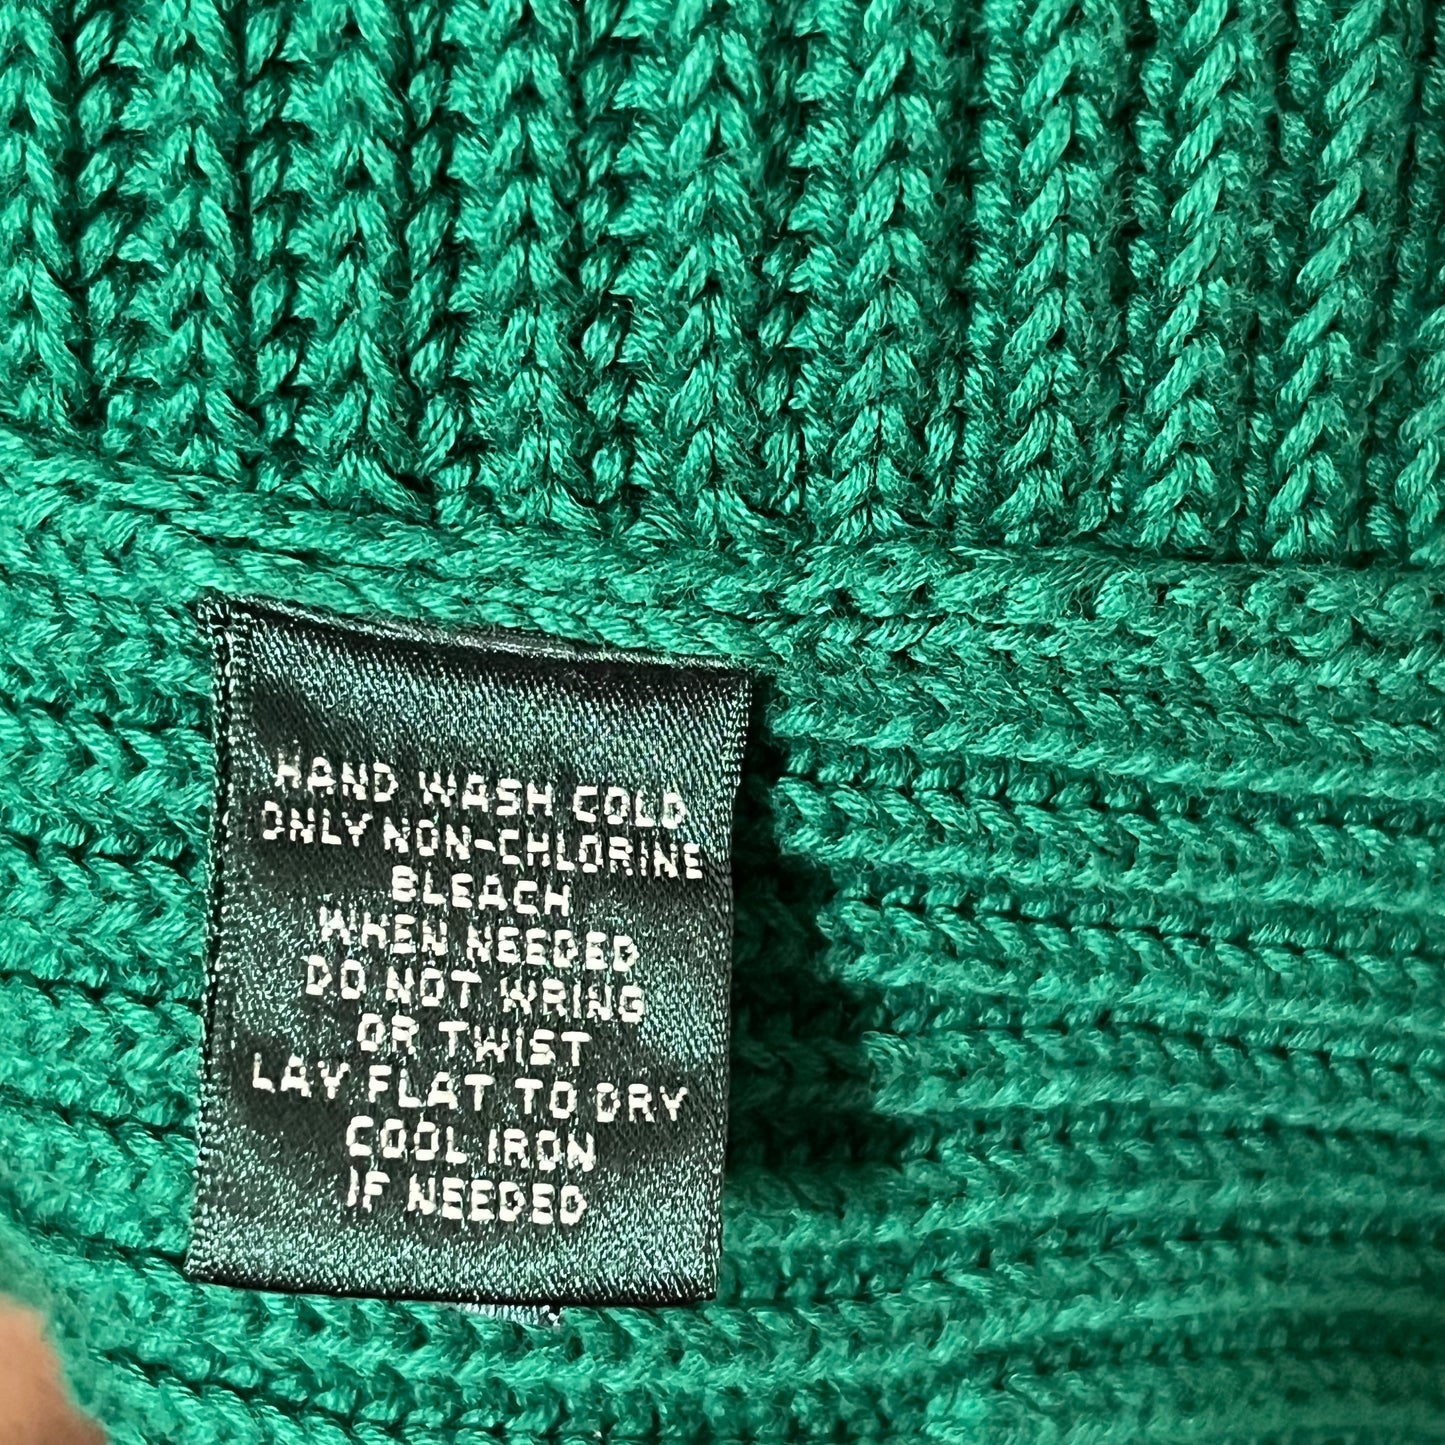 HAND WASH COLD
ONLY NON-CHLORINE
BLEACH
WHEN NEEDED
DO NOT WRING
OR TWIST
LAY FLAT TO DRY
COOL IRON
IF NEEDED